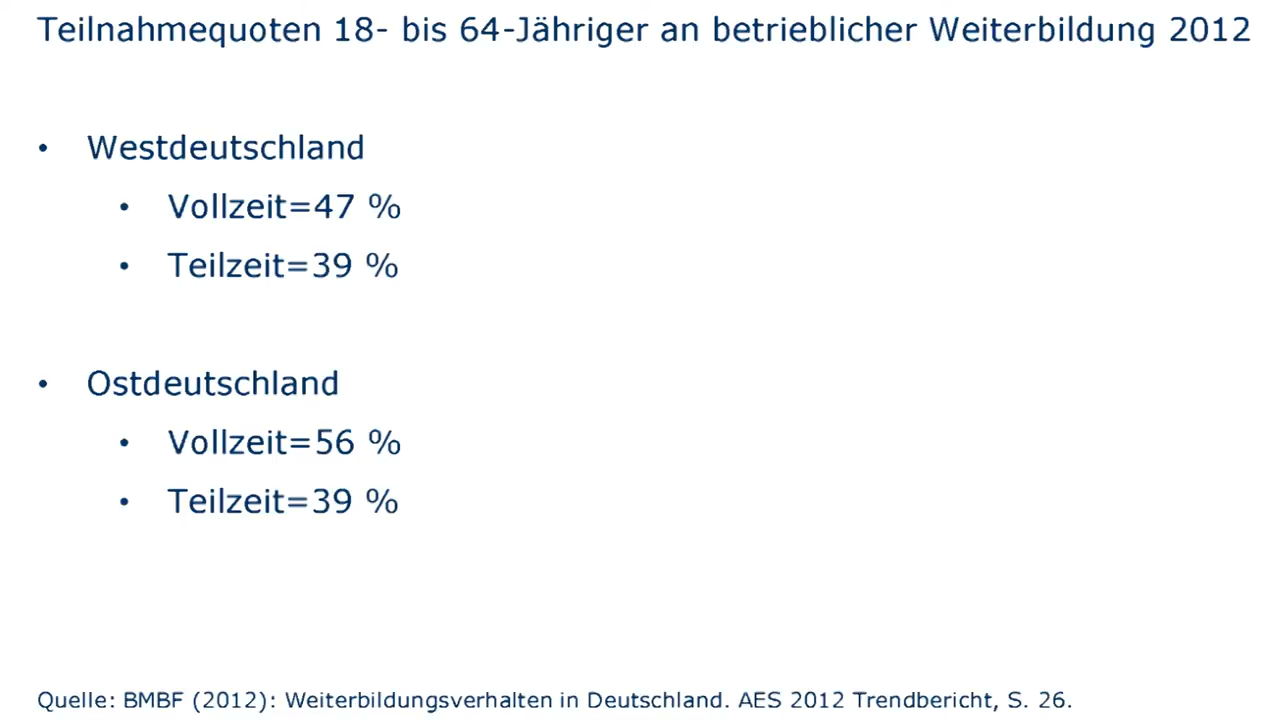 Teilnahmequoten 18- bis 64-Jähriger an betrieblicher Weiterbildung 2012
• Westdeutschland
• Vollzeit=47 %
• Teilzeit=39 %
• Ostdeutschland
• Vollzeit=56 %
• Teilzeit=39 %
Quelle: BMBF (2012): Weiterbildungsverhalten in Deutschland. AES 2012 Trendbericht, S. 26.